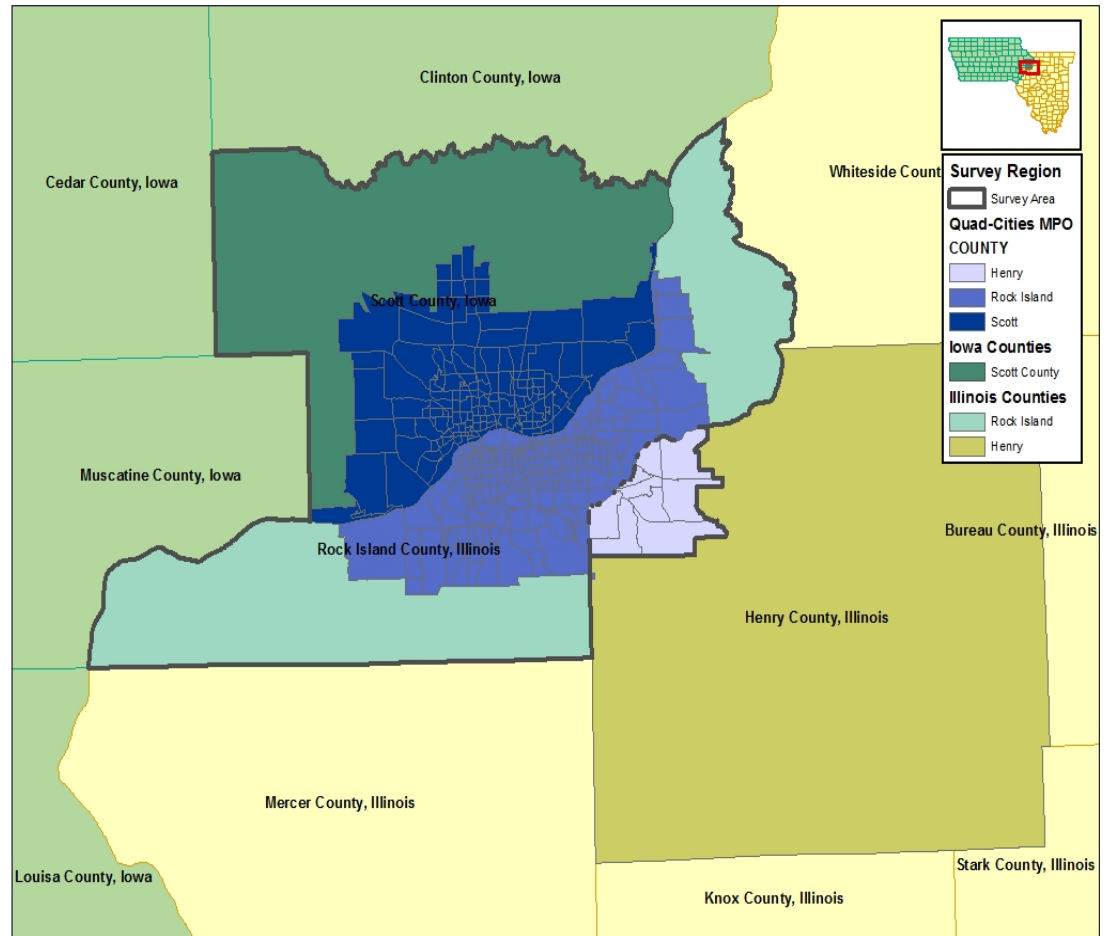 Clinton County, Iowa
Cedar County, Iowa
Whiteside Count
Scott County, Iowa
Muscatine County, Iowa
Rock Island County, Illinois
Bureau County, Illinois
Henry County, Illinois
Mercer County, Illinois
Louisa County, Iowa
Knox County, Illinois
Stark County, Illinois
Survey Region
Survey Area
Quad-Cities MPO
COUNTY
Henry
Rock Island
Scott
Iowa Counties
Scott County
Illinois Counties
Rock Island
Henry